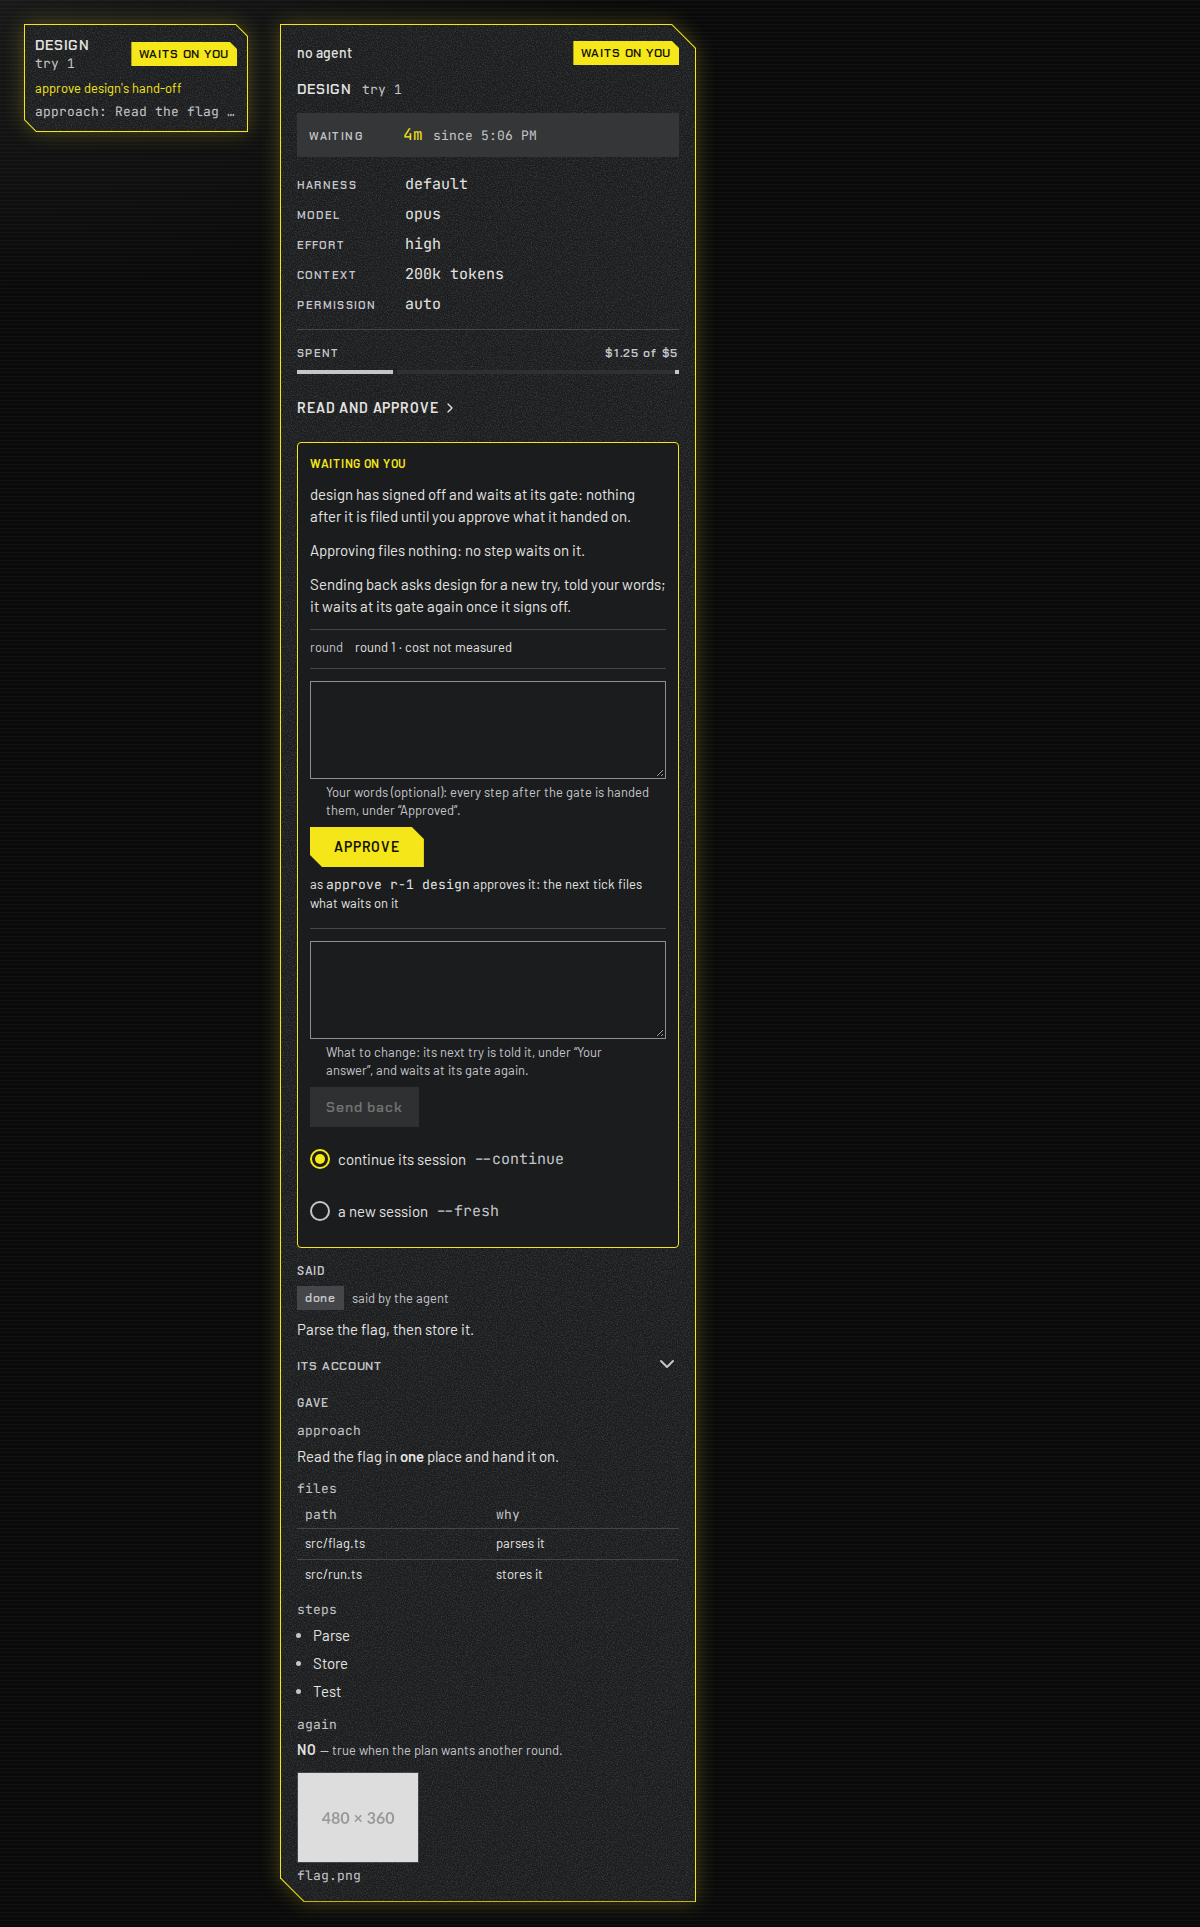 DESIGN
try 1
WAITS ON YOU
approve design's hand-off
approach: Read the flag …
no agent
WAITS ON YOU
DESIGN try 1
WAITING 4m since 5:06 PM
HARNESS default
MODEL opus
EFFORT high
CONTEXT 200k tokens
PERMISSION auto
SPENT $1.25 of $5
READ AND APPROVE >
WAITING ON YOU
design has signed off and waits at its gate: nothing
after it is filed until you approve what it handed on.
Approving files nothing: no step waits on it.
Sending back asks design for a new try, told your words;
it waits at its gate again once it signs off.
round round 1 · cost not measured
Your words (optional): every step after the gate is handed
them, under “Approved”.
APPROVE
as approve r-1 design approves it: the next tick files
what waits on it
What to change: its next try is told it, under “Your
answer”, and waits at its gate again.
Send back
continue its session --continue
a new session --fresh
SAID
done said by the agent
Parse the flag, then store it.
ITS ACCOUNT
GAVE
approach
Read the flag in one place and hand it on.
files
path why
src/flag.ts parses it
src/run.ts stores it
steps
• Parse
• Store
• Test
again
NO — true when the plan wants another round.
480 × 360
flag.png